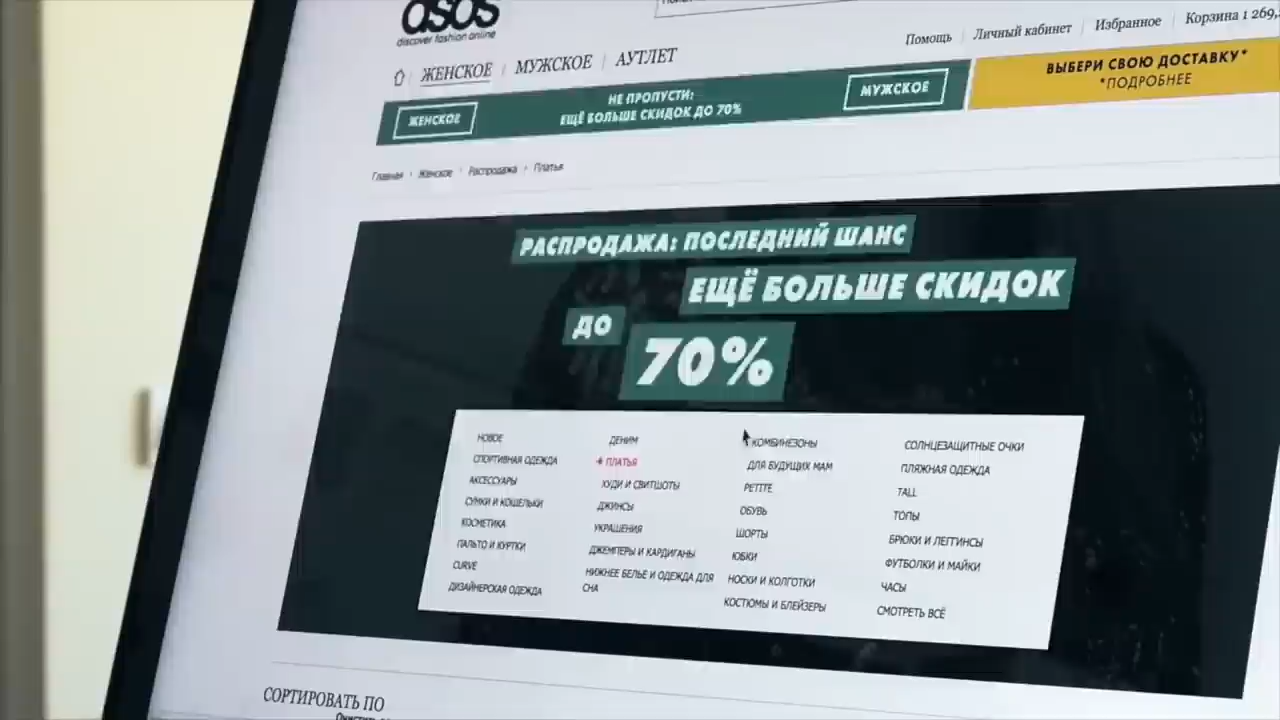 asos
discover fashion online
Помощь
Личный кабинет
Избранное
Корзина 1 269,
ЖЕНСКОЕ
МУЖСКОЕ
АУТЛЕТ
ЖЕНСКОЕ
НЕ ПРОПУСТИ:
ЕЩЁ БОЛЬШЕ СКИДОК ДО 70%
МУЖСКОЕ
ВЫБЕРИ СВОЮ ДОСТАВКУ*
*ПОДРОБНЕЕ
Главная › Женское › Распродажа › Платья
РАСПРОДАЖА: ПОСЛЕДНИЙ ШАНС
ЕЩЁ БОЛЬШЕ СКИДОК
ДО
70%
НОВОЕ
СПОРТИВНАЯ ОДЕЖДА
АКСЕССУАРЫ
СУМКИ И КОШЕЛЬКИ
КОСМЕТИКА
ПАЛЬТО И КУРТКИ
CURVE
ДИЗАЙНЕРСКАЯ ОДЕЖДА
ДЕНИМ
ПЛАТЬЯ
ХУДИ И СВИТШОТЫ
ДЖИНСЫ
УКРАШЕНИЯ
ДЖЕМПЕРЫ И КАРДИГАНЫ
НИЖНЕЕ БЕЛЬЕ И ОДЕЖДА ДЛЯ
СНА
КОМБИНЕЗОНЫ
ДЛЯ БУДУЩИХ МАМ
PETITE
ОБУВЬ
ШОРТЫ
ЮБКИ
НОСКИ И КОЛГОТКИ
КОСТЮМЫ И БЛЕЙЗЕРЫ
СОЛНЦЕЗАЩИТНЫЕ ОЧКИ
ПЛЯЖНАЯ ОДЕЖДА
TALL
ТОПЫ
БРЮКИ И ЛЕГГИНСЫ
ФУТБОЛКИ И МАЙКИ
ЧАСЫ
СМОТРЕТЬ ВСЁ
СОРТИРОВАТЬ ПО